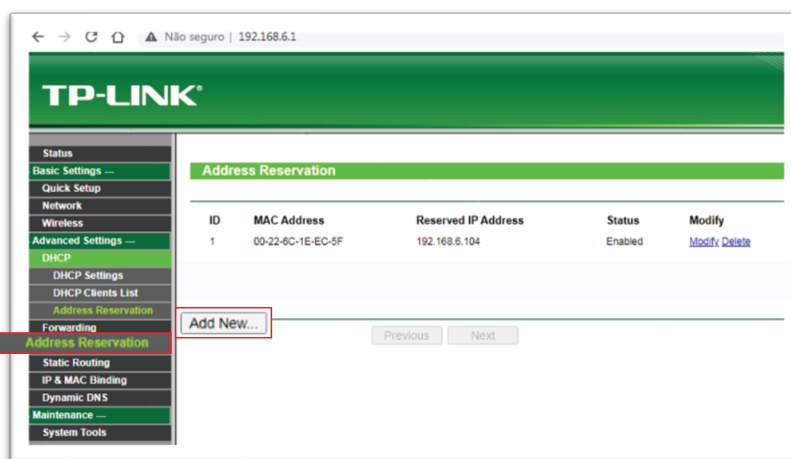 Não seguro | 192.168.6.1
TP-LINK®
Status
Basic Settings ---
Quick Setup
Network
Wireless
Advanced Settings ---
DHCP
DHCP Settings
DHCP Clients List
Address Reservation
Forwarding
Address Reservation
Static Routing
IP & MAC Binding
Dynamic DNS
Maintenance ---
System Tools
Address Reservation
ID MAC Address Reserved IP Address Status Modify
1 00-22-6C-1E-EC-5F 192.168.6.104 Enabled Modify Delete
Add New...
Previous Next